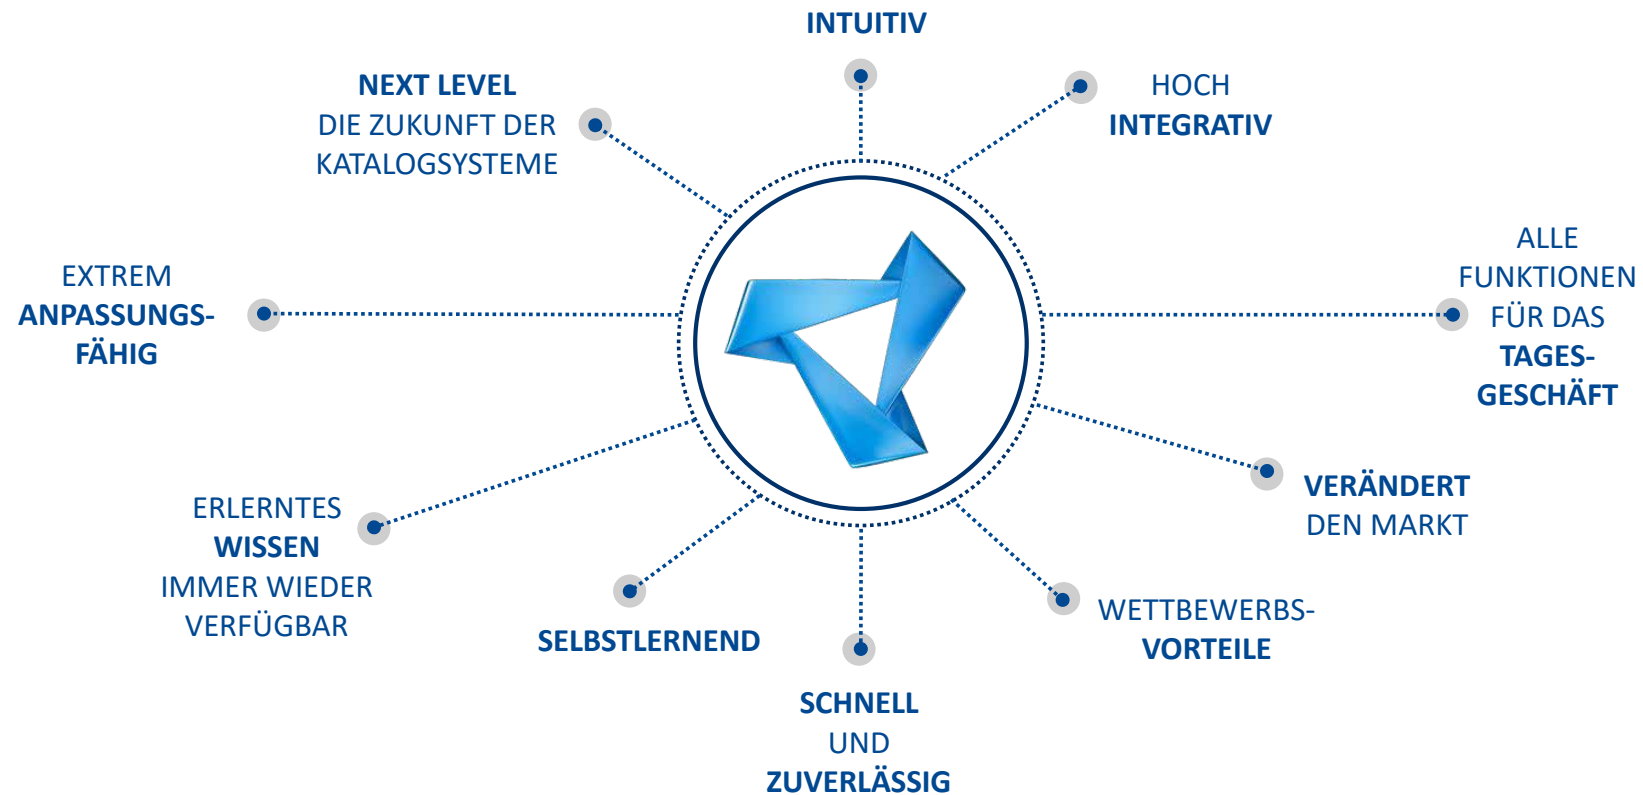 INTUITIV
NEXT LEVEL
DIE ZUKUNFT DER
KATALOGSYSTEME
HOCH
INTEGRATIV
ALLE
FUNKTIONEN
FÜR DAS
TAGES-
GESCHÄFT
EXTREM
ANPASSUNGS-
FÄHIG
VERÄNDERT
DEN MARKT
ERLERNTES
WISSEN
IMMER WIEDER
VERFÜGBAR
WETTBEWERBS-
VORTEILE
SELBSTLERNEND
SCHNELL
UND
ZUVERLÄSSIG